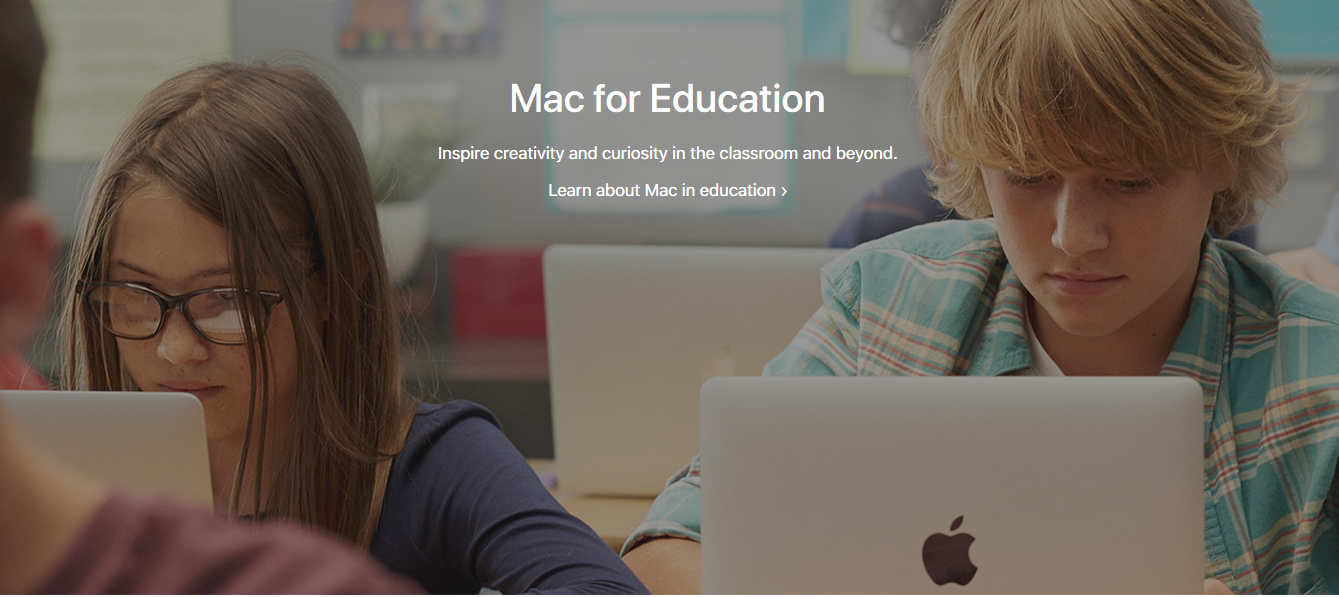 Mac for Education
Inspire creativity and curiosity in the classroom and beyond.
Learn about Mac in education ›